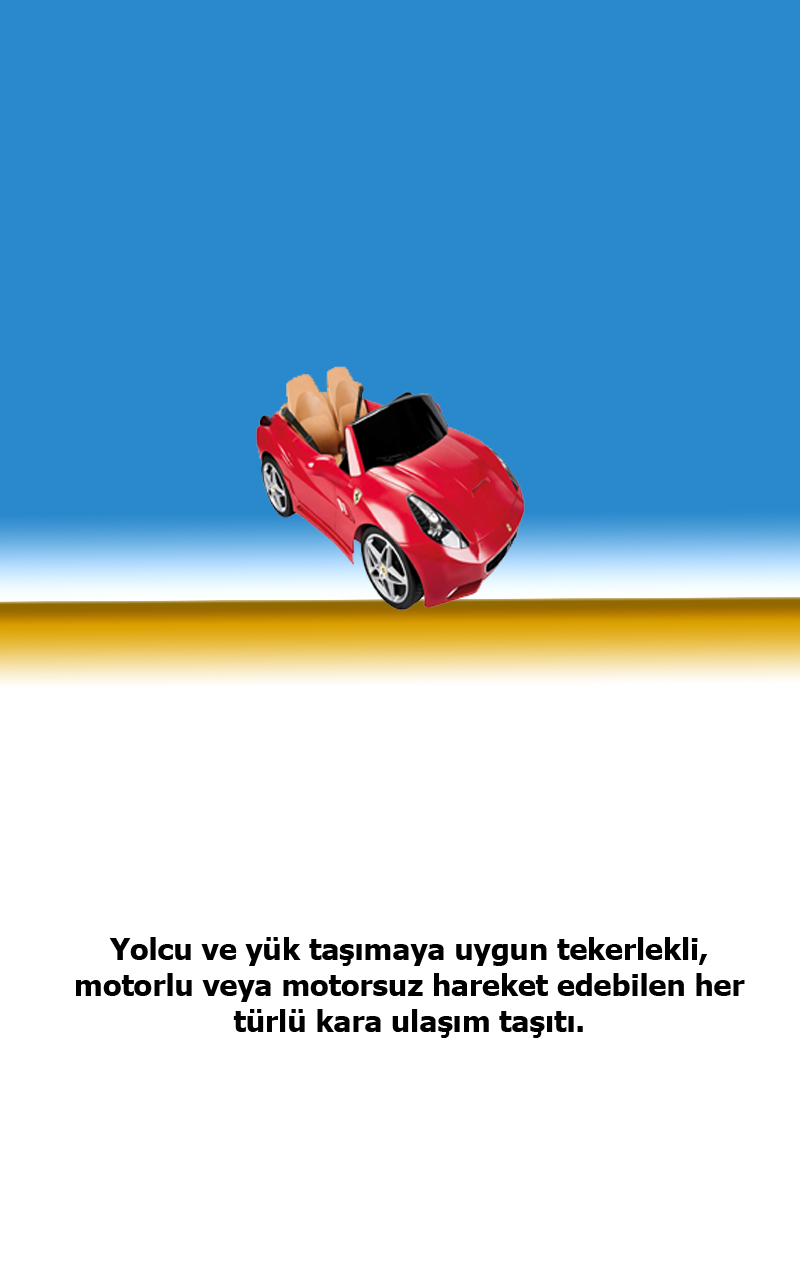 Yolcu ve yük taşımaya uygun tekerlekli,
motorlu veya motorsuz hareket edebilen her
türlü kara ulaşım taşıtı.